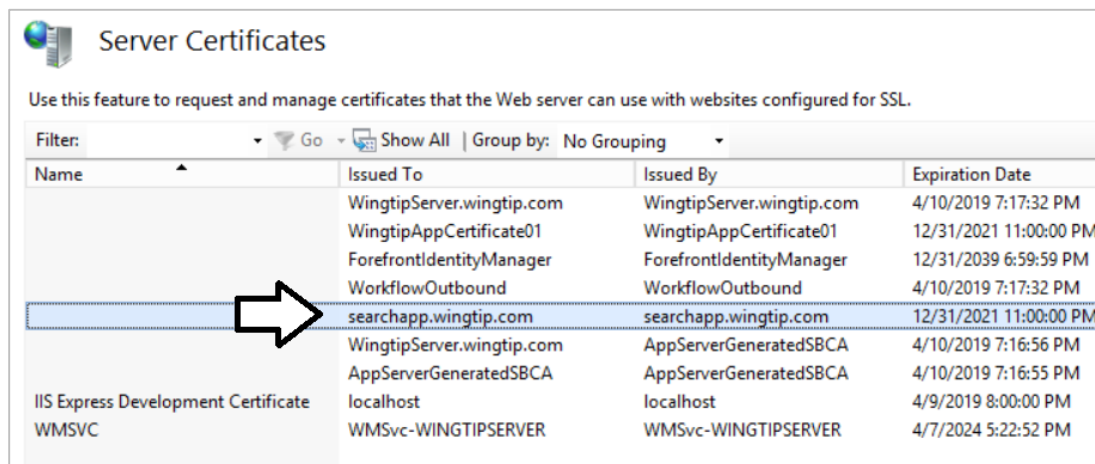 Server Certificates
Use this feature to request and manage certificates that the Web server can use with websites configured for SSL.
Filter: Go Show All | Group by: No Grouping
Name Issued To Issued By Expiration Date
WingtipServer.wingtip.com WingtipServer.wingtip.com 4/10/2019 7:17:32 PM
WingtipAppCertificate01 WingtipAppCertificate01 12/31/2021 11:00:00 PM
ForefrontIdentityManager ForefrontIdentityManager 12/31/2039 6:59:59 PM
WorkflowOutbound WorkflowOutbound 4/10/2019 7:17:32 PM
searchapp.wingtip.com searchapp.wingtip.com 12/31/2021 11:00:00 PM
WingtipServer.wingtip.com AppServerGeneratedSBCA 4/10/2019 7:16:56 PM
AppServerGeneratedSBCA AppServerGeneratedSBCA 4/10/2019 7:16:55 PM
IIS Express Development Certificate localhost localhost 4/9/2019 8:00:00 PM
WMSVC WMSvc-WINGTIPSERVER WMSvc-WINGTIPSERVER 4/7/2024 5:22:52 PM